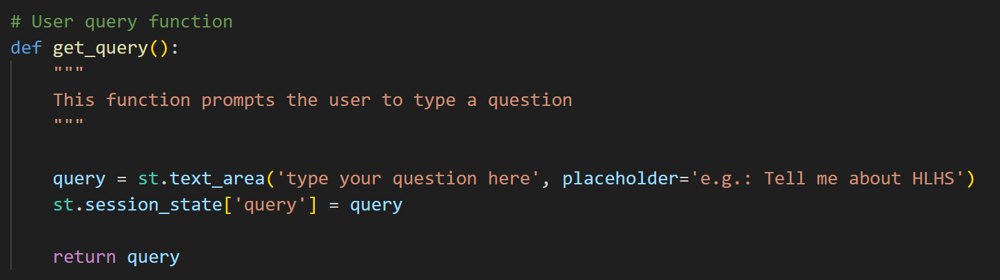 # User query function
def get_query():
    """
    This function prompts the user to type a question
    """
    query = st.text_area('type your question here', placeholder='e.g.: Tell me about HLHS')
    st.session_state['query'] = query
    return query